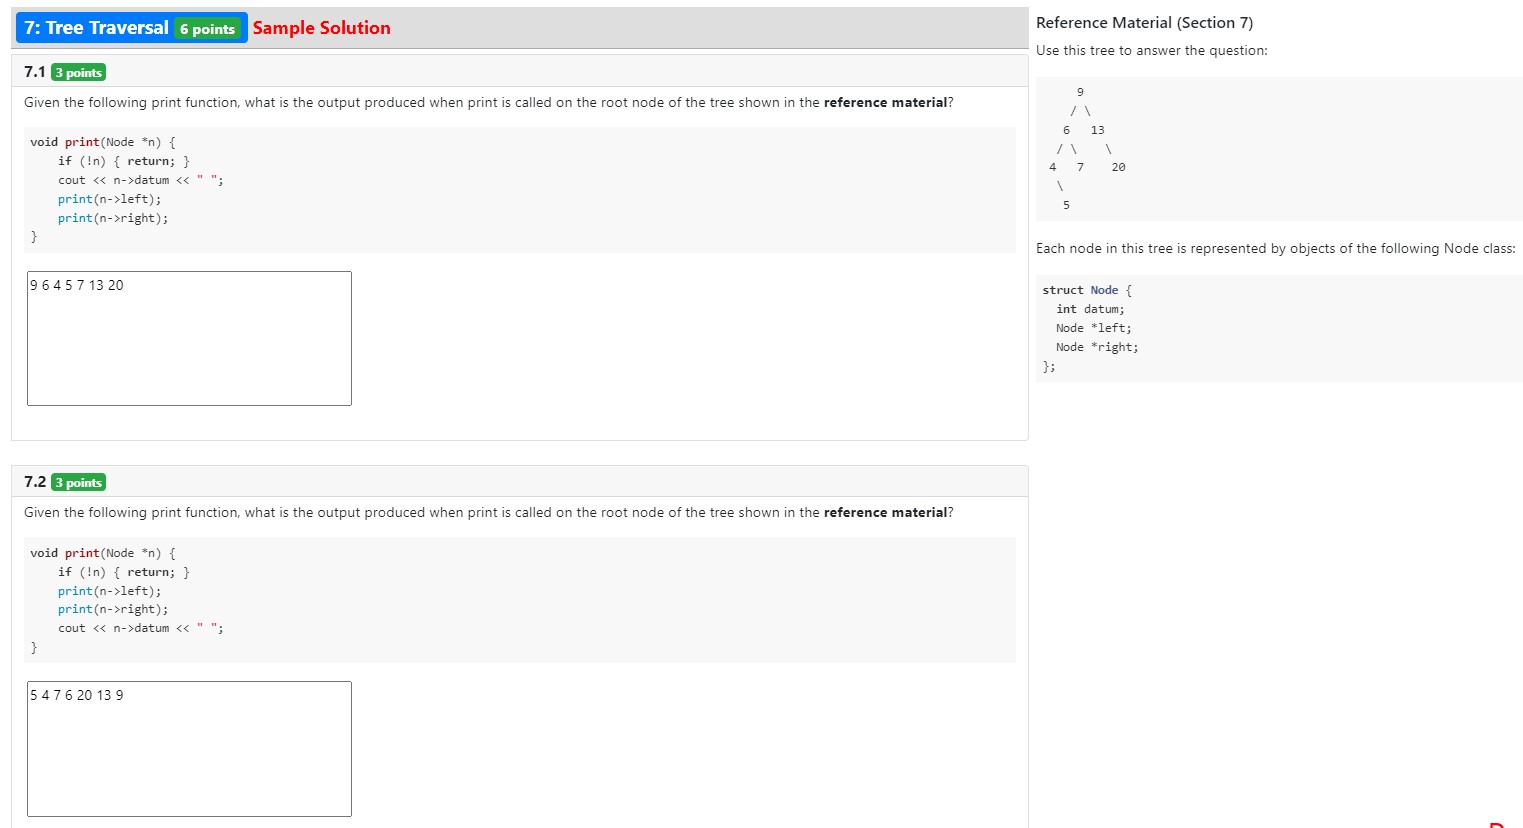 7: Tree Traversal 6 points Sample Solution
7.1 3 points
Given the following print function, what is the output produced when print is called on the root node of the tree shown in the reference material?
void print(Node *n) {
    if (!n) { return; }
    cout << n->datum << " ";
    print(n->left);
    print(n->right);
}
9 6 4 5 7 13 20
7.2 3 points
Given the following print function, what is the output produced when print is called on the root node of the tree shown in the reference material?
void print(Node *n) {
    if (!n) { return; }
    print(n->left);
    print(n->right);
    cout << n->datum << " ";
}
5 4 7 6 20 13 9
Reference Material (Section 7)
Use this tree to answer the question:
     9
    / \
   6   13
  / \    \
 4   7    20
  \
   5
Each node in this tree is represented by objects of the following Node class:
struct Node {
  int datum;
  Node *left;
  Node *right;
};